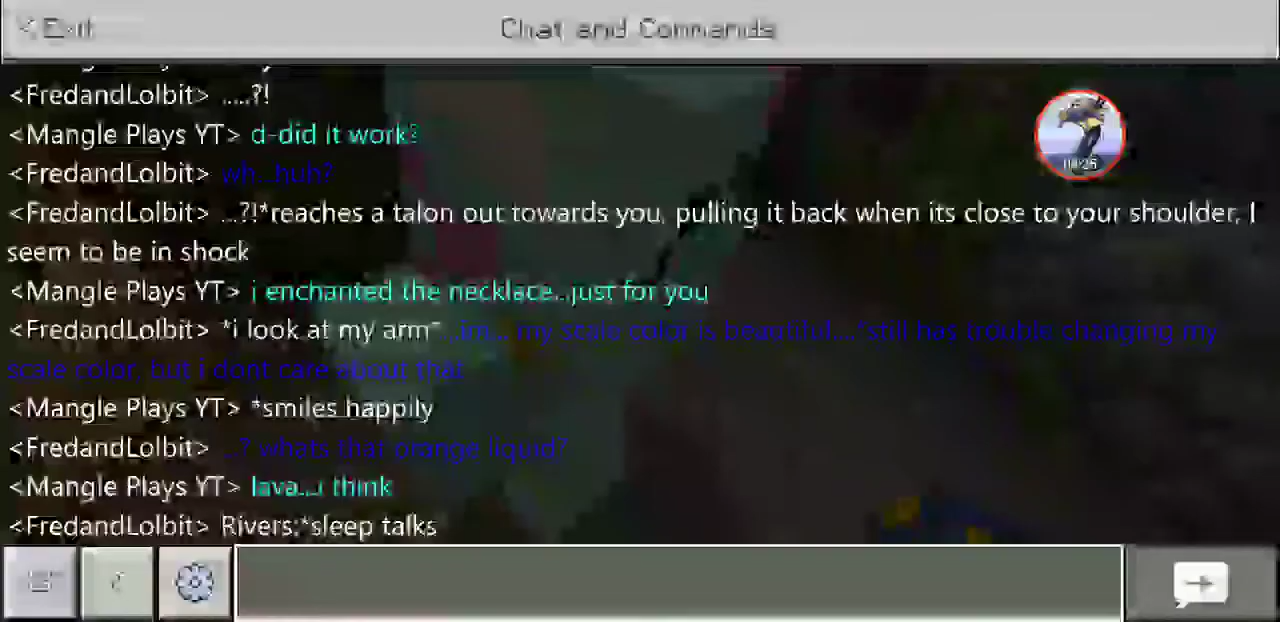 < Exit
Chat and Commands
<FredandLolbit> ....?!
<Mangle Plays YT> d-did it work?
<FredandLolbit> wh...huh?
<FredandLolbit> ...?!*reaches a talon out towards you, pulling it back when its close to your shoulder, I
seem to be in shock
<Mangle Plays YT> i enchanted the necklace...just for you
<FredandLolbit> *i look at my arm* ..im... my scale color is beautiful....*still has trouble changing my
scale color, but i dont care about that
<Mangle Plays YT> *smiles happily
<FredandLolbit> ...? whats that orange liquid?
<Mangle Plays YT> lava...i think
<FredandLolbit> Rivers:*sleep talks